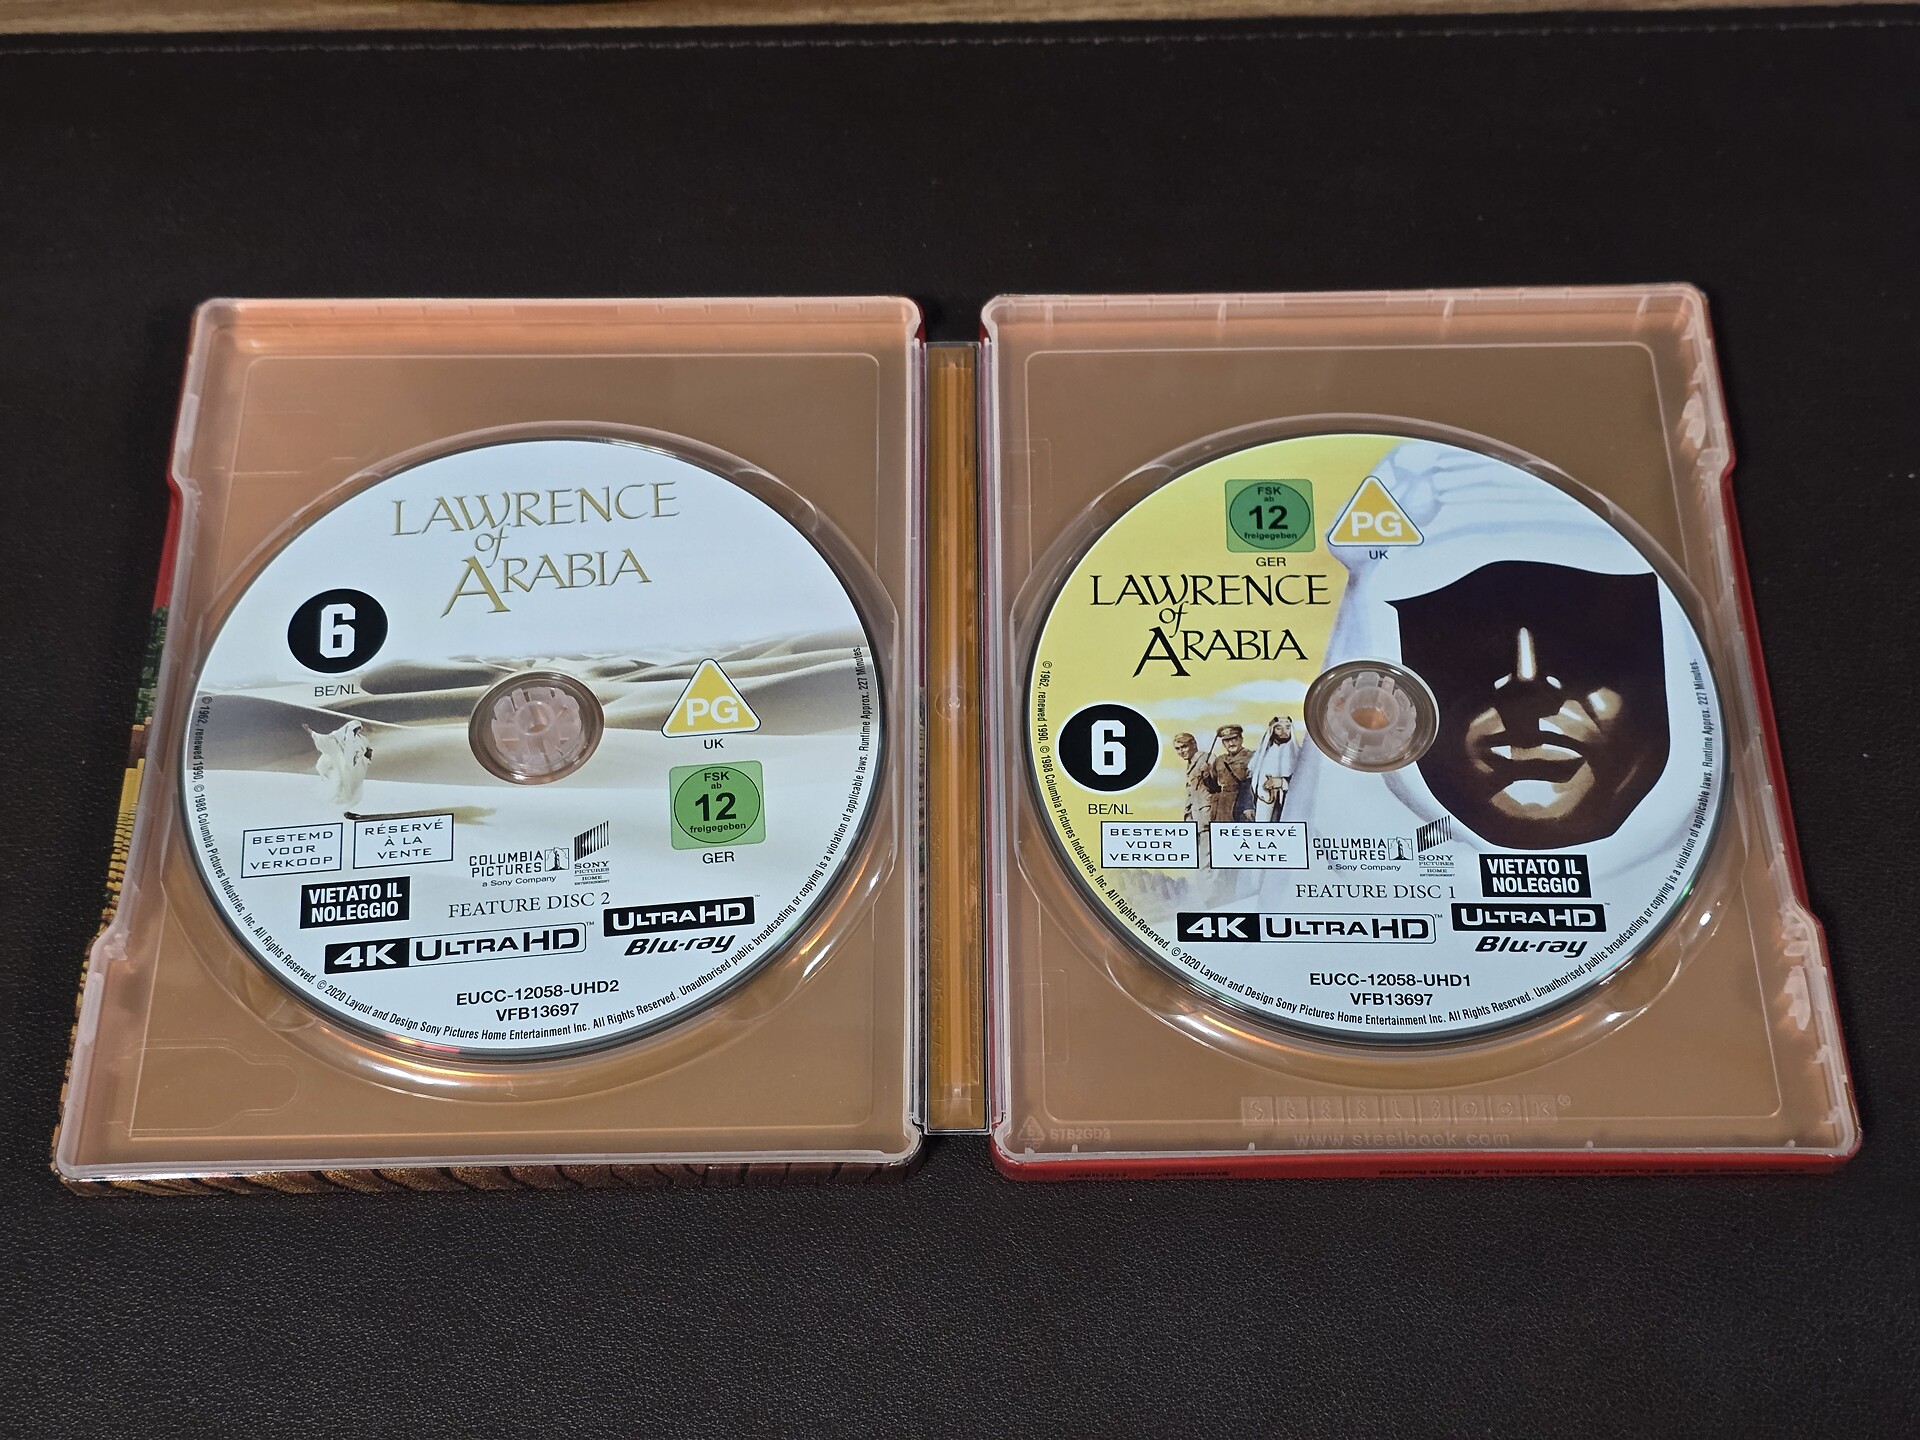 LAWRENCE
of
ARABIA
6
BE/NL
PG
UK
FSK
ab
12
freigegeben
GER
BESTEMD
VOOR
VERKOOP
RÉSERVÉ
À LA
VENTE
COLUMBIA
PICTURES
a Sony Company
SONY
PICTURES
HOME
ENTERTAINMENT
VIETATO IL
NOLEGGIO
FEATURE DISC 2
4K ULTRA HD™
ULTRA HD™
Blu-ray
EUCC-12058-UHD2
VFB13697
© 1962, renewed 1990, © 1988 Columbia Pictures Industries, Inc. All Rights Reserved. © 2020 Layout and Design Sony Pictures Home Entertainment Inc. All Rights Reserved. Unauthorised public broadcasting or copying is a violation of applicable laws. Runtime Approx. 227 Minutes.
FSK
ab
12
freigegeben
GER
PG
UK
LAWRENCE
of
ARABIA
6
BE/NL
BESTEMD
VOOR
VERKOOP
RÉSERVÉ
À LA
VENTE
COLUMBIA
PICTURES
a Sony Company
SONY
PICTURES
HOME
ENTERTAINMENT
VIETATO IL
NOLEGGIO
FEATURE DISC 1
4K ULTRA HD™
ULTRA HD™
Blu-ray
EUCC-12058-UHD1
VFB13697
© 1962, renewed 1990, © 1988 Columbia Pictures Industries, Inc. All Rights Reserved. © 2020 Layout and Design Sony Pictures Home Entertainment Inc. All Rights Reserved. Unauthorised public broadcasting or copying is a violation of applicable laws. Runtime Approx. 227 Minutes.
STEELBOOK®
STB2GD3
www.steelbook.com